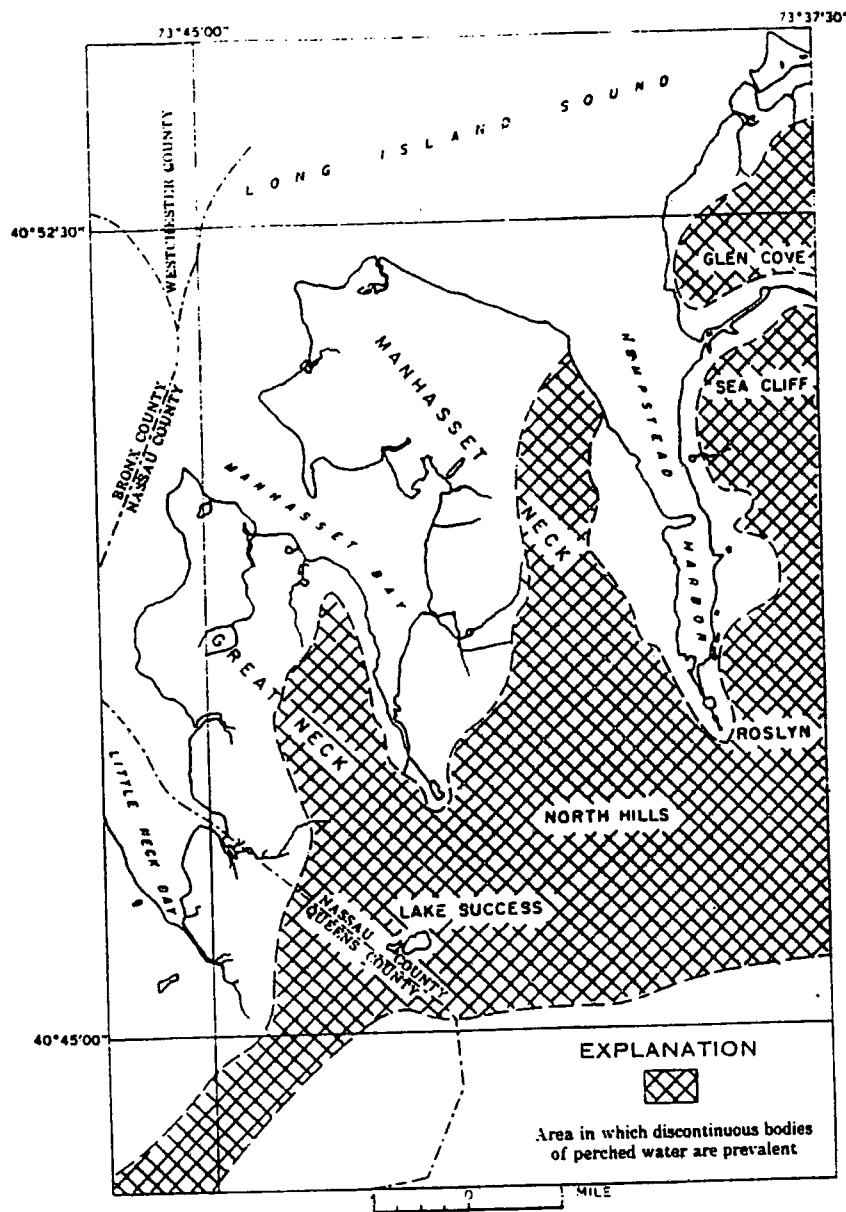 73°45'00"
73°37'30"
LONG ISLAND SOUND
WESTCHESTER COUNTY
40°52'30"
GLEN COVE
MANHASSET
NECK
HEMPSTEAD
HARBOR
SEA CLIFF
BRONX COUNTY
NASSAU COUNTY
MANHASSET BAY
GREAT NECK
ROSLYN
LITTLE NECK BAY
NORTH HILLS
LAKE SUCCESS
NASSAU COUNTY
QUEENS COUNTY
40°45'00"
EXPLANATION
Area in which discontinuous bodies
of perched water are prevalent
1 0 1 MILE